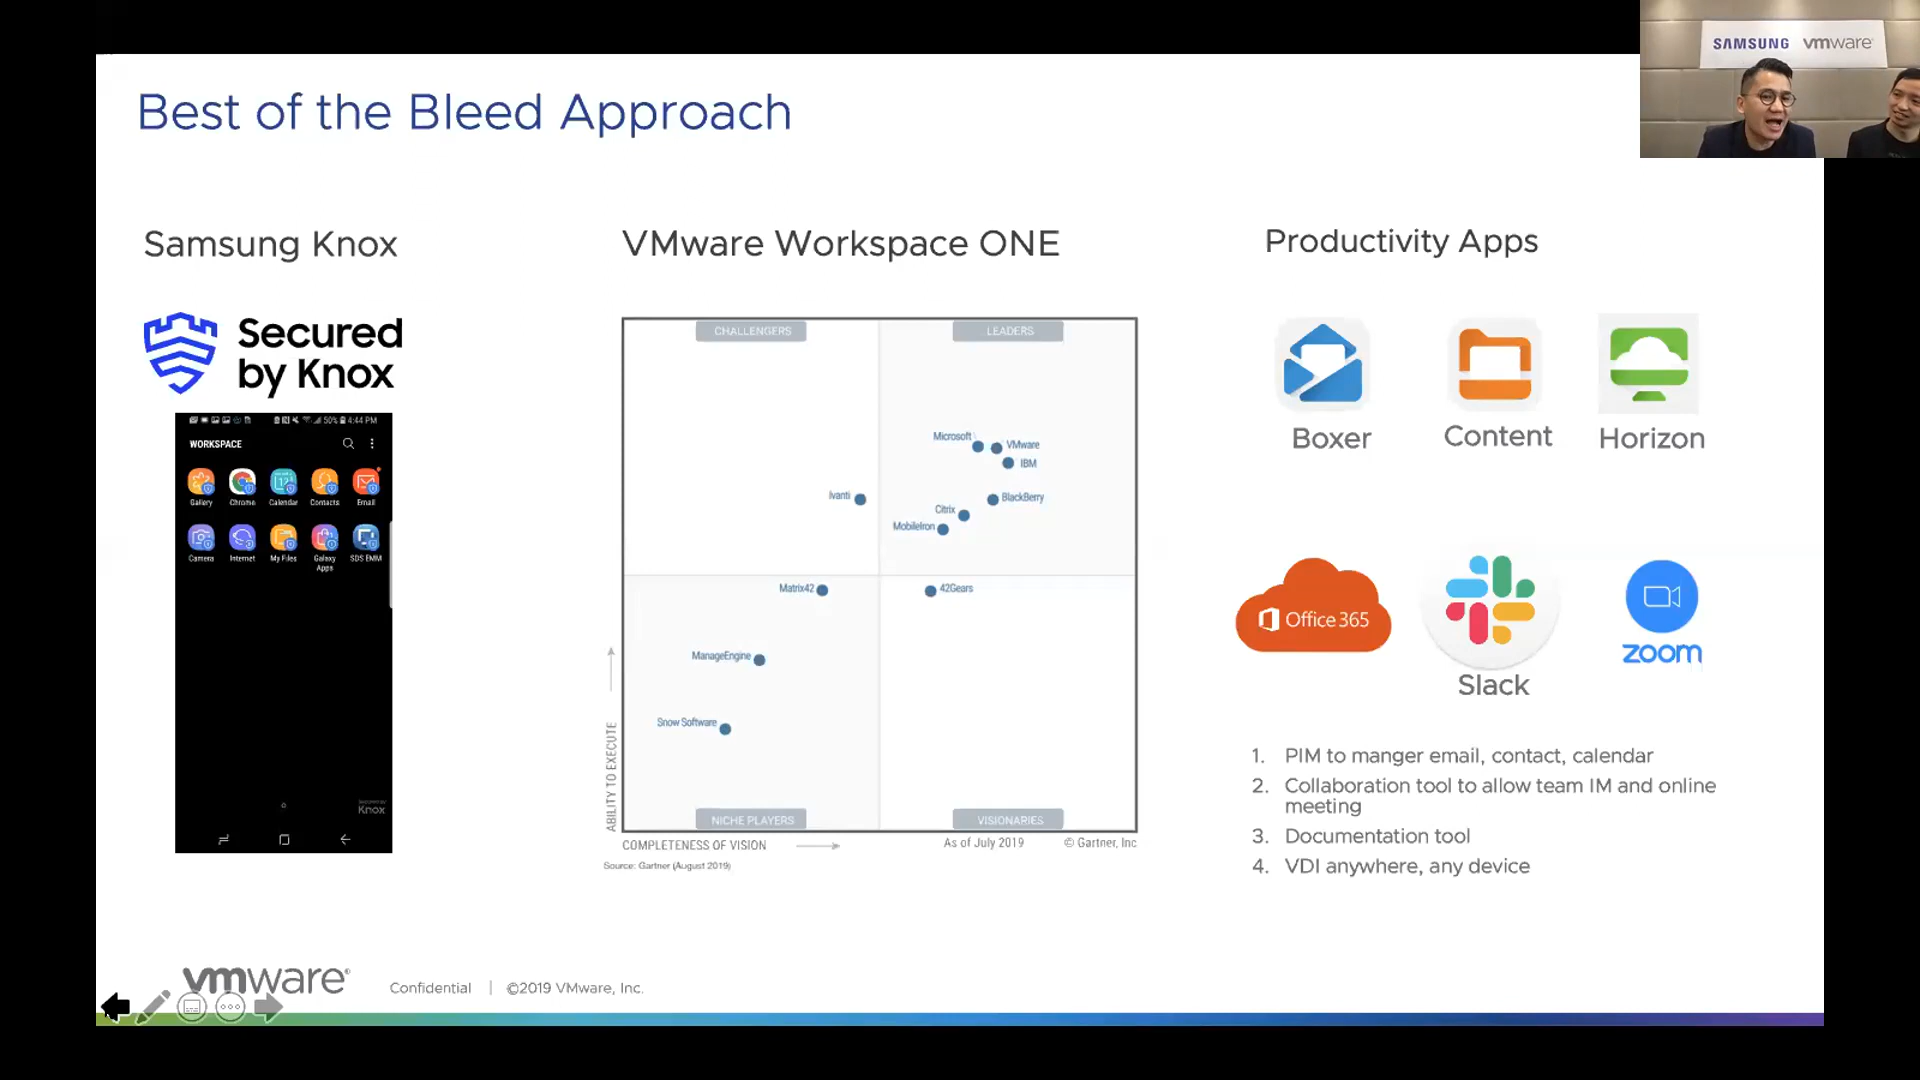 SAMSUNG vmware
Best of the Bleed Approach
Samsung Knox
VMware Workspace ONE
Productivity Apps
Secured
by Knox
50% 4:44 PM
WORKSPACE
Gallery Chrome Calendar Contacts Email
Camera Internet My Files Galaxy Apps SDS EMM
Knox
CHALLENGERS
LEADERS
Microsoft
VMware
IBM
Ivanti
BlackBerry
Citrix
MobileIron
Matrix42
42Gears
ManageEngine
Snow Software
NICHE PLAYERS
VISIONARIES
ABILITY TO EXECUTE
COMPLETENESS OF VISION
As of July 2019
© Gartner, Inc
Source: Gartner (August 2019)
Boxer
Content
Horizon
Office 365
Slack
zoom
1. PIM to manger email, contact, calendar
2. Collaboration tool to allow team IM and online
meeting
3. Documentation tool
4. VDI anywhere, any device
vmware®
Confidential | ©2019 VMware, Inc.